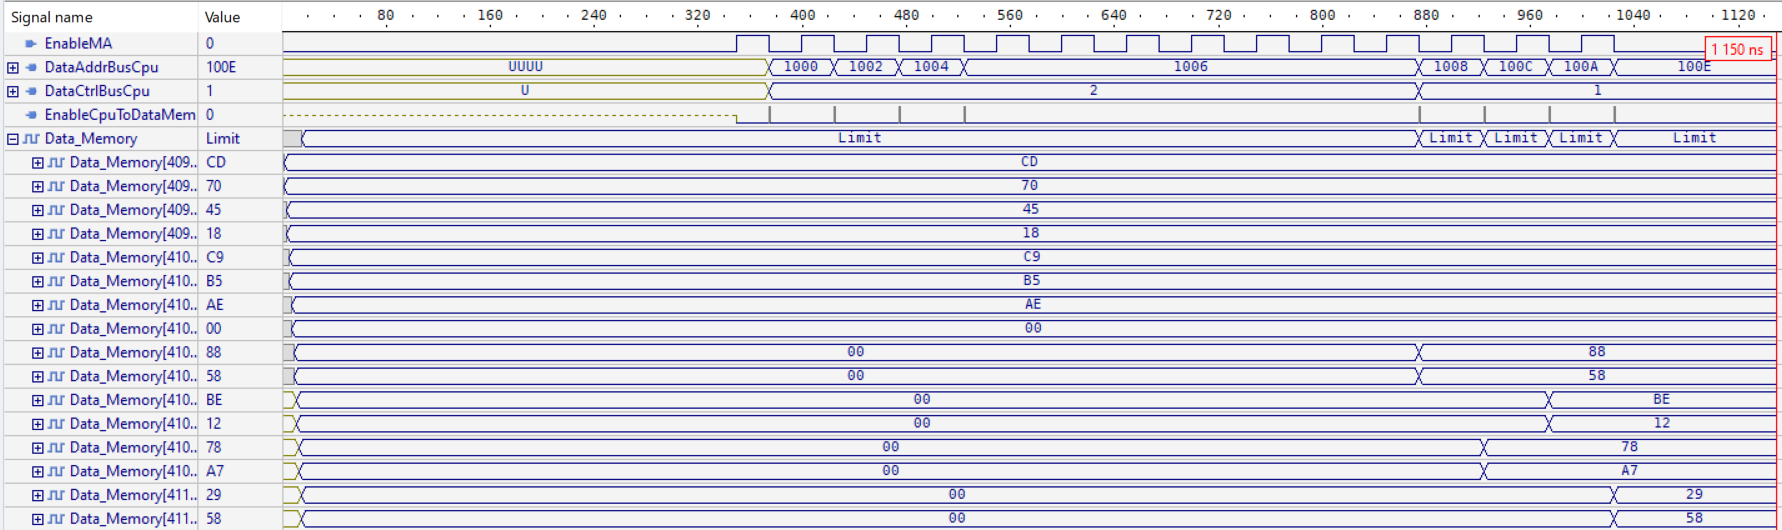 Signal name Value 80 160 240 320 400 480 560 640 720 800 880 960 1040 1120
EnableMA 0 1 150 ns
DataAddrBusCpu 100E UUUU 1000 1002 1004 1006 1008 100C 100A 100E
DataCtrlBusCpu 1 U 2 1
EnableCpuToDataMem 0
Data_Memory Limit Limit Limit Limit Limit Limit
Data_Memory[409.. CD CD
Data_Memory[409.. 70 70
Data_Memory[409.. 45 45
Data_Memory[409.. 18 18
Data_Memory[410.. C9 C9
Data_Memory[410.. B5 B5
Data_Memory[410.. AE AE
Data_Memory[410.. 00 00
Data_Memory[410.. 88 00 88
Data_Memory[410.. 58 00 58
Data_Memory[410.. BE 00 BE
Data_Memory[410.. 12 00 12
Data_Memory[410.. 78 00 78
Data_Memory[410.. A7 00 A7
Data_Memory[411.. 29 00 29
Data_Memory[411.. 58 00 58